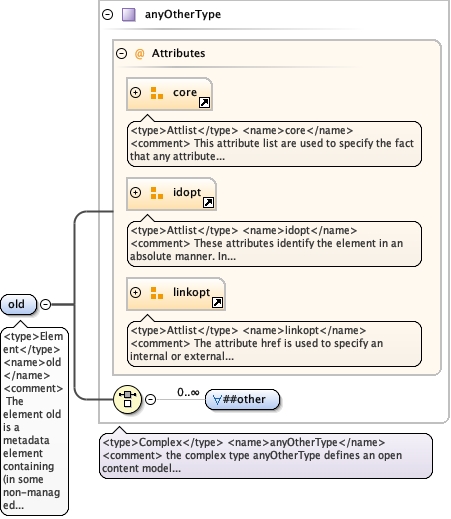 anyOtherType
@ Attributes
core
<type>Attlist</type> <name>core</name>
<comment> This attribute list are used to specify the fact
that any attribute...
idopt
<type>Attlist</type> <name>idopt</name>
<comment> These attributes identify the element in an
absolute manner. In...
linkopt
<type>Attlist</type> <name>linkopt</name>
<comment> The attribute href is used to specify an
internal or external...
old
<type>Elem
ent</type>
<name>old
</name>
<comment>
The
element old
is a
metadata
element
containing
(in some
non-manag
ed...
0..∞
∀##other
<type>Complex</type> <name>anyOtherType</name>
<comment> the complex type anyOtherType defines an open
content model...